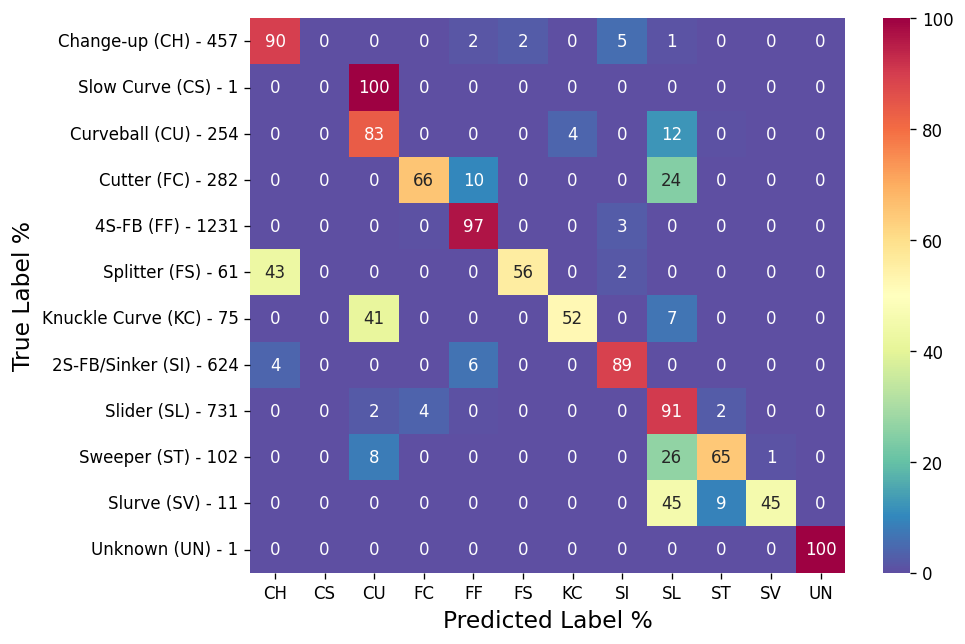 Change-up (CH) - 457 90 0 0 0 2 2 0 5 1 0 0 0
Slow Curve (CS) - 1 0 0 100 0 0 0 0 0 0 0 0 0
Curveball (CU) - 254 0 0 83 0 0 0 4 0 12 0 0 0
Cutter (FC) - 282 0 0 0 66 10 0 0 0 24 0 0 0
4S-FB (FF) - 1231 0 0 0 0 97 0 0 3 0 0 0 0
Splitter (FS) - 61 43 0 0 0 0 56 0 2 0 0 0 0
Knuckle Curve (KC) - 75 0 0 41 0 0 0 52 0 7 0 0 0
2S-FB/Sinker (SI) - 624 4 0 0 0 6 0 0 89 0 0 0 0
Slider (SL) - 731 0 0 2 4 0 0 0 0 91 2 0 0
Sweeper (ST) - 102 0 0 8 0 0 0 0 0 26 65 1 0
Slurve (SV) - 11 0 0 0 0 0 0 0 0 45 9 45 0
Unknown (UN) - 1 0 0 0 0 0 0 0 0 0 0 0 100
CH CS CU FC FF FS KC SI SL ST SV UN
Predicted Label %
True Label %
100
80
60
40
20
0